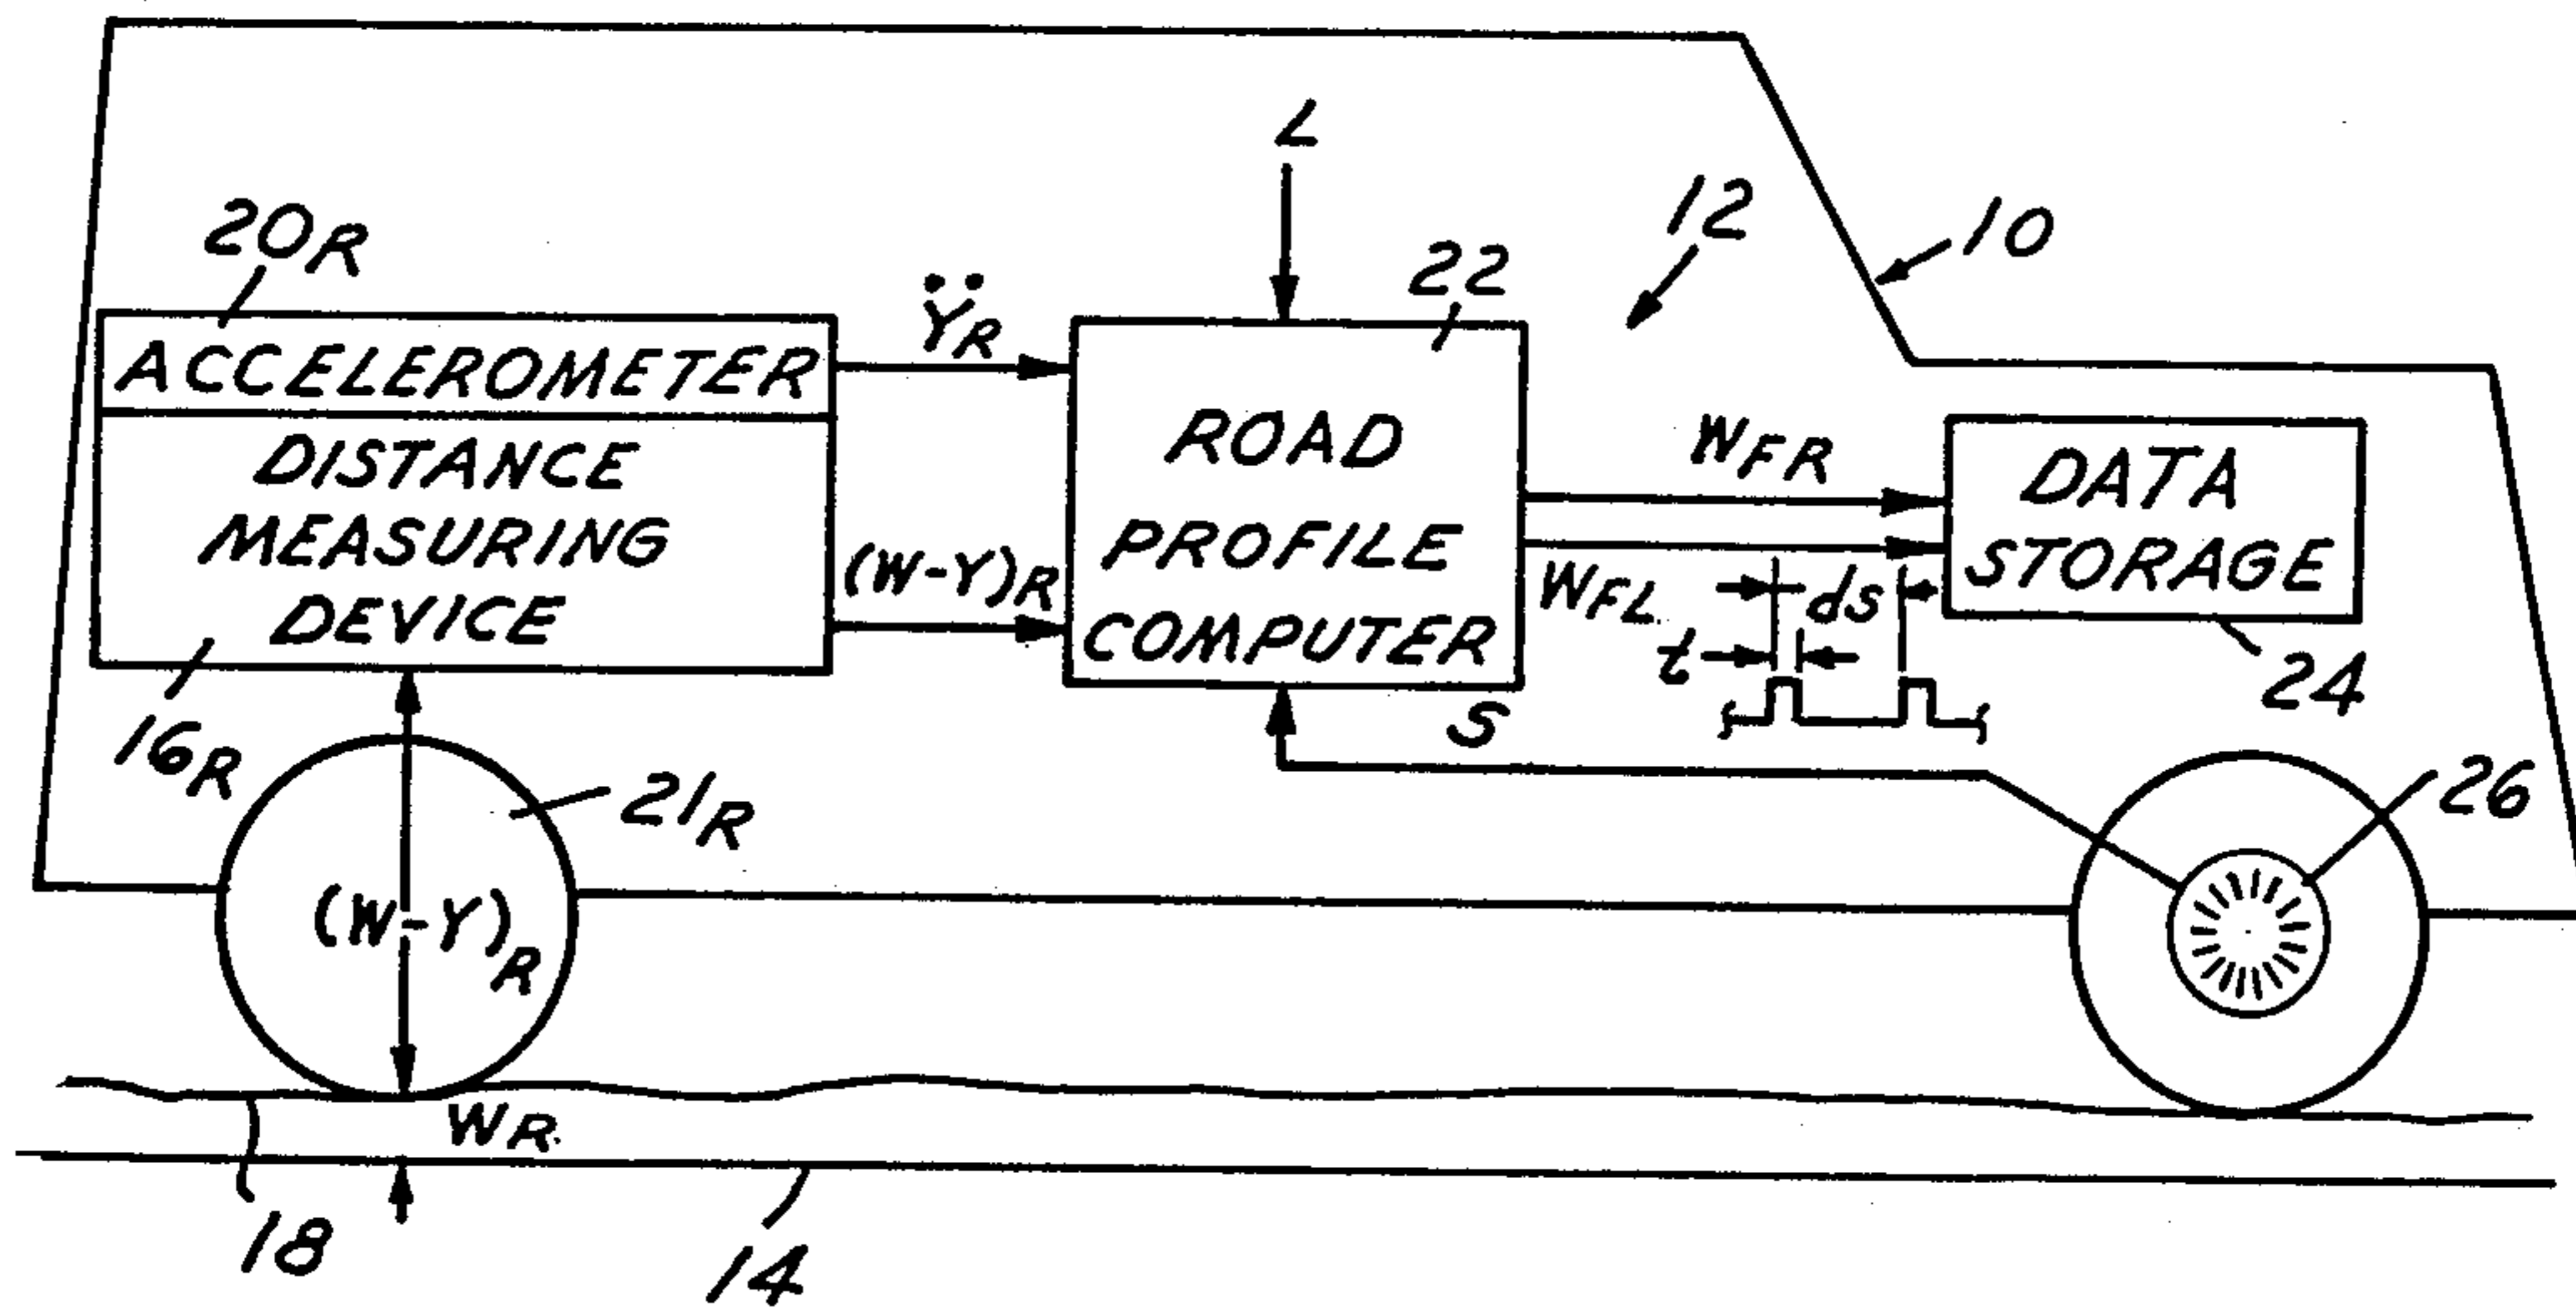 L
12
10
20R
22
ŸR
ACCELEROMETER
DISTANCE
MEASURING
DEVICE
(W-Y)R
ROAD
PROFILE
COMPUTER
WFR
WFL
DATA
STORAGE
ds
t
24
S
16R
21R
26
(W-Y)R
WR
18
14